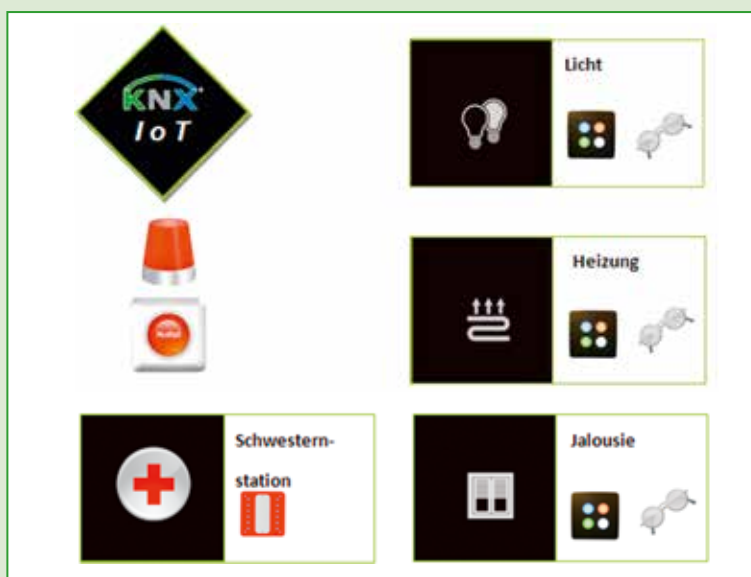 KNX
IoT
Licht
Heizung
Schwestern-
station
Jalousie